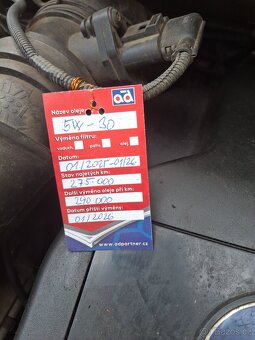 ad
Název oleje:
5W-30
Výměna filtru:
vzduch. paliv. olej
Datum:
01/2025-01/26
Stav najetých km:
275.000
Další výměna oleje při km:
290.000
Datum příští výměny:
01/2026
www.adpartner.cz